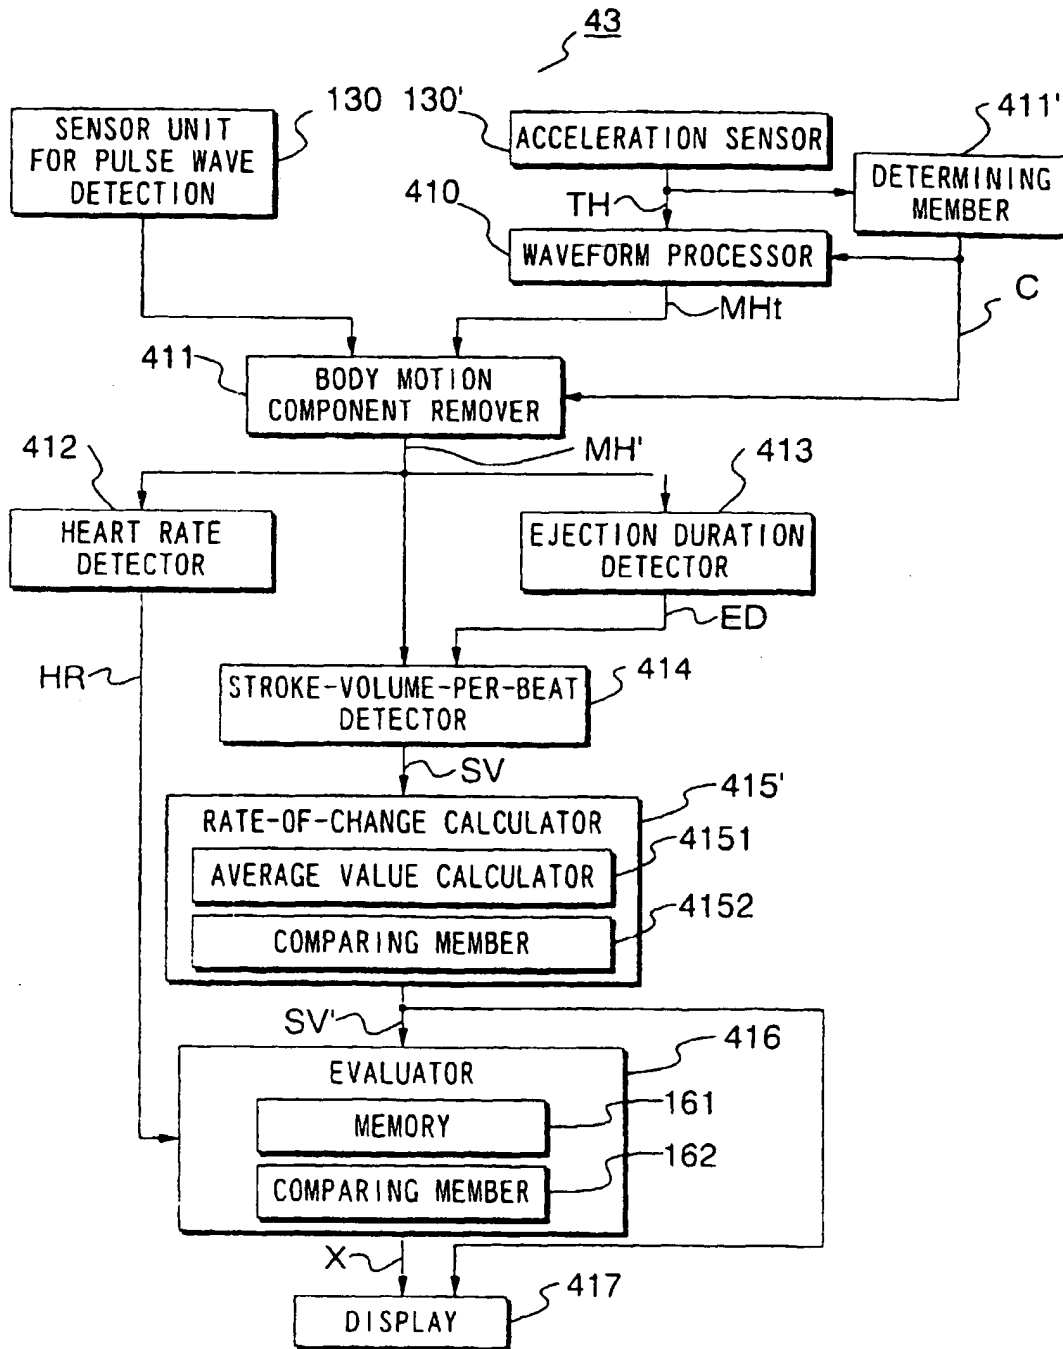 43
130
130'
411'
SENSOR UNIT
FOR PULSE WAVE
DETECTION
ACCELERATION SENSOR
DETERMINING
MEMBER
410
TH
WAVEFORM PROCESSOR
C
MHt
411
BODY MOTION
COMPONENT REMOVER
412
MH'
413
HEART RATE
DETECTOR
EJECTION DURATION
DETECTOR
ED
HR
STROKE-VOLUME-PER-BEAT
DETECTOR
414
SV
415'
RATE-OF-CHANGE CALCULATOR
4151
AVERAGE VALUE CALCULATOR
4152
COMPARING MEMBER
SV'
416
EVALUATOR
161
MEMORY
162
COMPARING MEMBER
X
417
DISPLAY